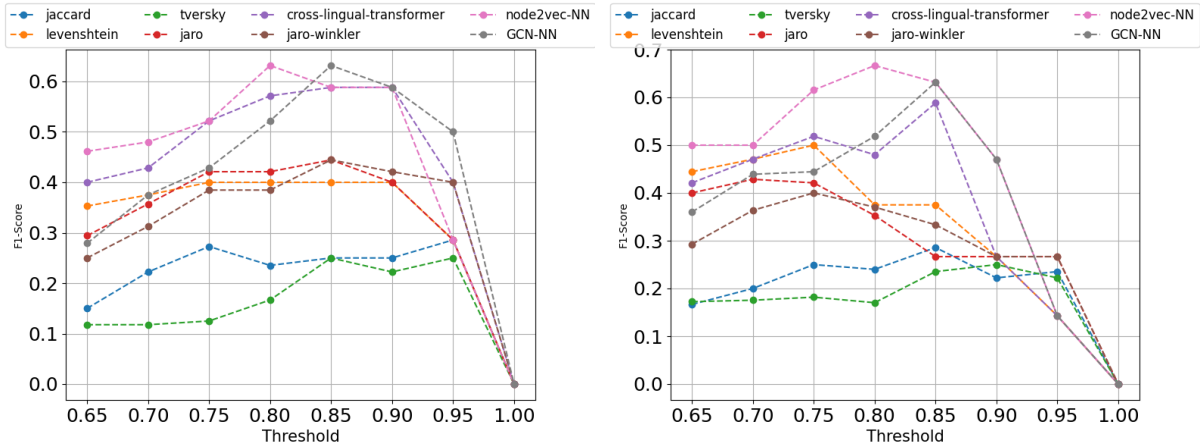 jaccard tversky cross-lingual-transformer node2vec-NN
levenshtein jaro jaro-winkler GCN-NN
0.6
0.5
0.4
0.3
0.2
0.1
0.0
F1-Score
0.65 0.70 0.75 0.80 0.85 0.90 0.95 1.00
Threshold
jaccard tversky cross-lingual-transformer node2vec-NN
levenshtein jaro jaro-winkler GCN-NN
0.7
0.6
0.5
0.4
0.3
0.2
0.1
0.0
F1-Score
0.65 0.70 0.75 0.80 0.85 0.90 0.95 1.00
Threshold